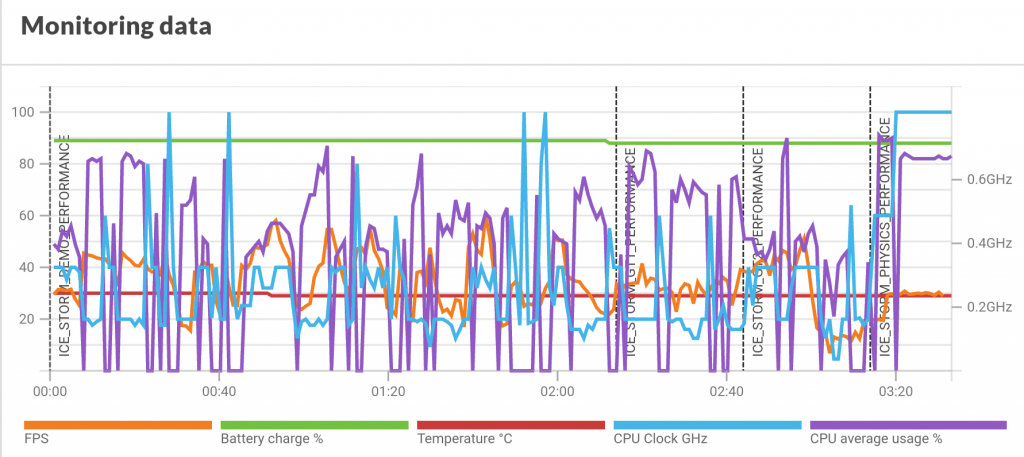 Monitoring data
100
80
60
40
20
0.6GHz
0.4GHz
0.2GHz
ICE_STORM_DEMO_PERFORMANCE
ICE_STORM_GT1_PERFORMANCE
ICE_STORM_GT2_PERFORMANCE
ICE_STORM_PHYSICS_PERFORMANCE
00:00 00:40 01:20 02:00 02:40 03:20
FPS Battery charge % Temperature °C CPU Clock GHz CPU average usage %